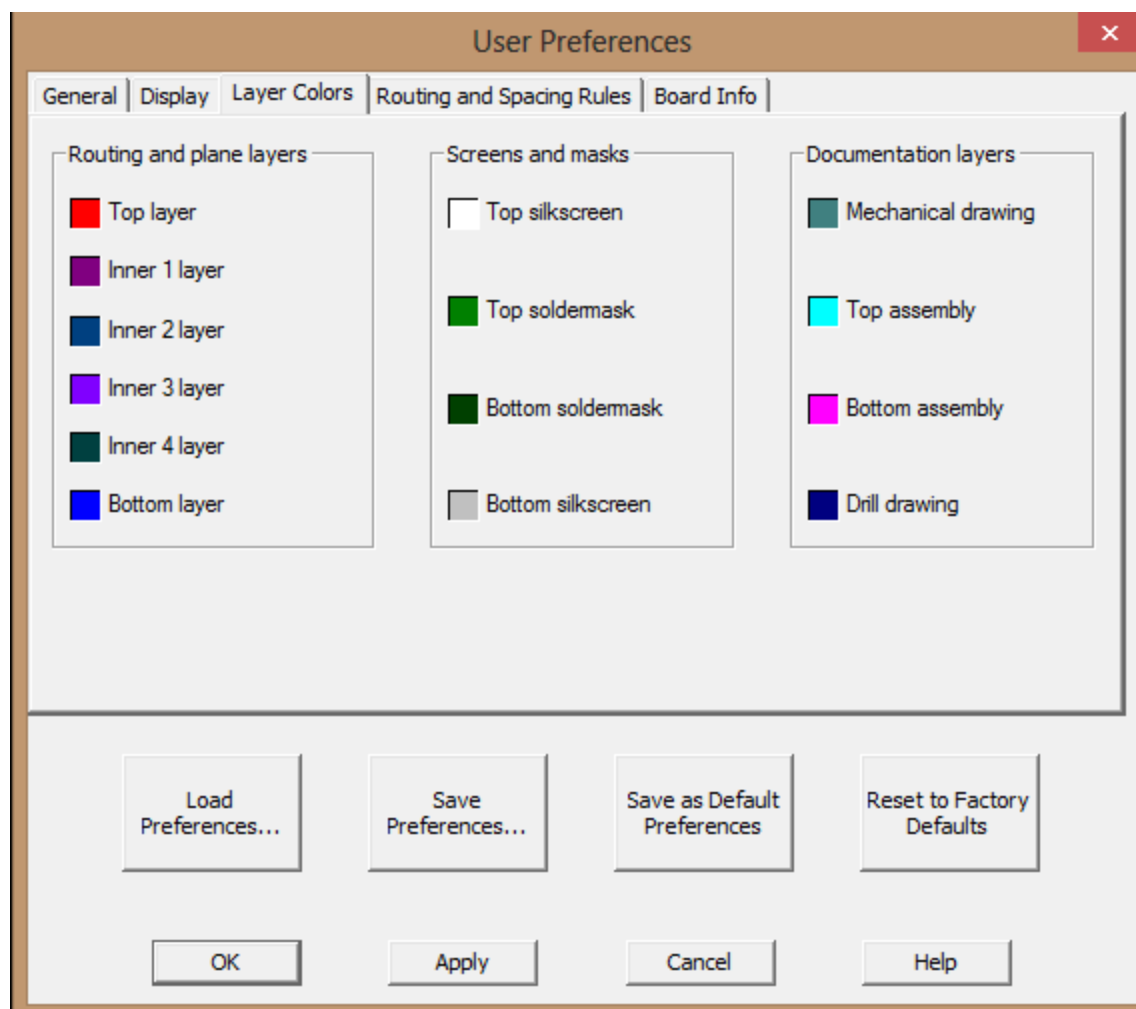 User Preferences
General
Display
Layer Colors
Routing and Spacing Rules
Board Info
Routing and plane layers
Top layer
Inner 1 layer
Inner 2 layer
Inner 3 layer
Inner 4 layer
Bottom layer
Screens and masks
Top silkscreen
Top soldermask
Bottom soldermask
Bottom silkscreen
Documentation layers
Mechanical drawing
Top assembly
Bottom assembly
Drill drawing
Load
Preferences...
Save
Preferences...
Save as Default
Preferences
Reset to Factory
Defaults
OK
Apply
Cancel
Help